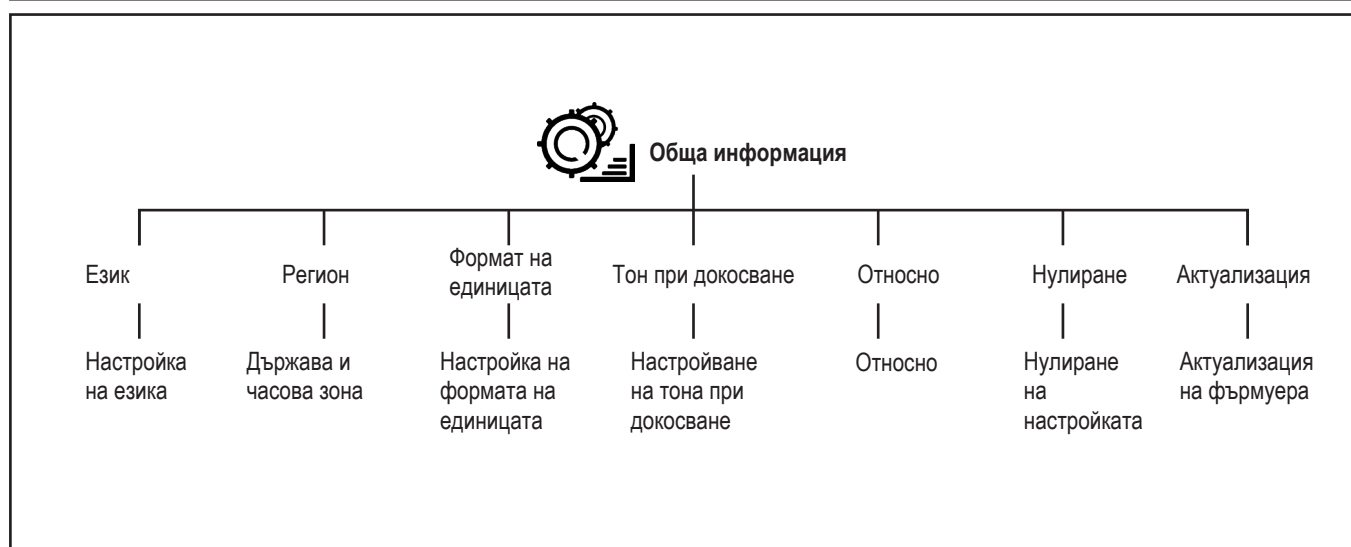 Обща информация
Език
Регион
Формат на
единицата
Тон при докосване
Относно
Нулиране
Актуализация
Настройка
на езика
Държава и
часова зона
Настройка на
формата на
единицата
Настройване
на тона при
докосване
Относно
Нулиране
на
настройката
Актуализация
на фърмуера